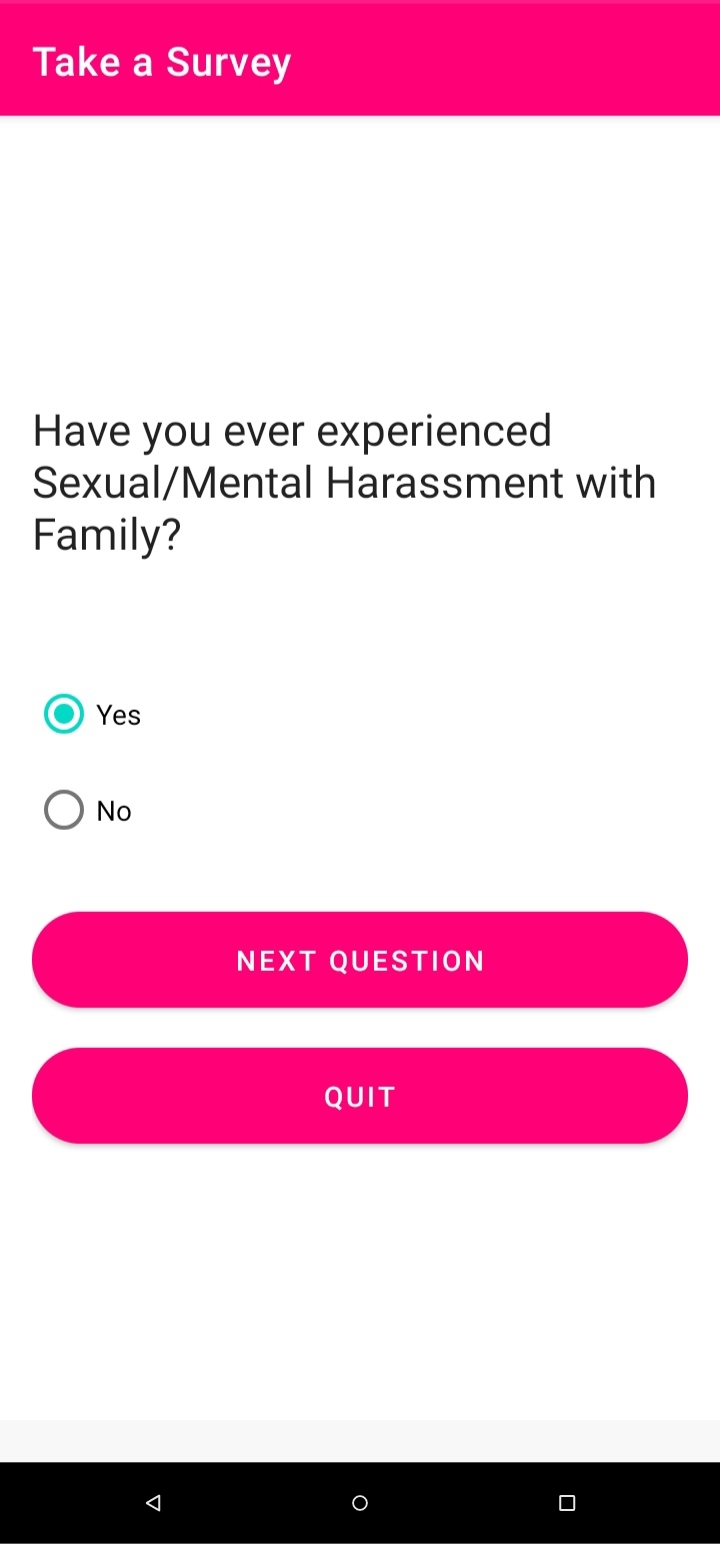 Take a Survey
Have you ever experienced
Sexual/Mental Harassment with
Family?
Yes
No
NEXT QUESTION
QUIT